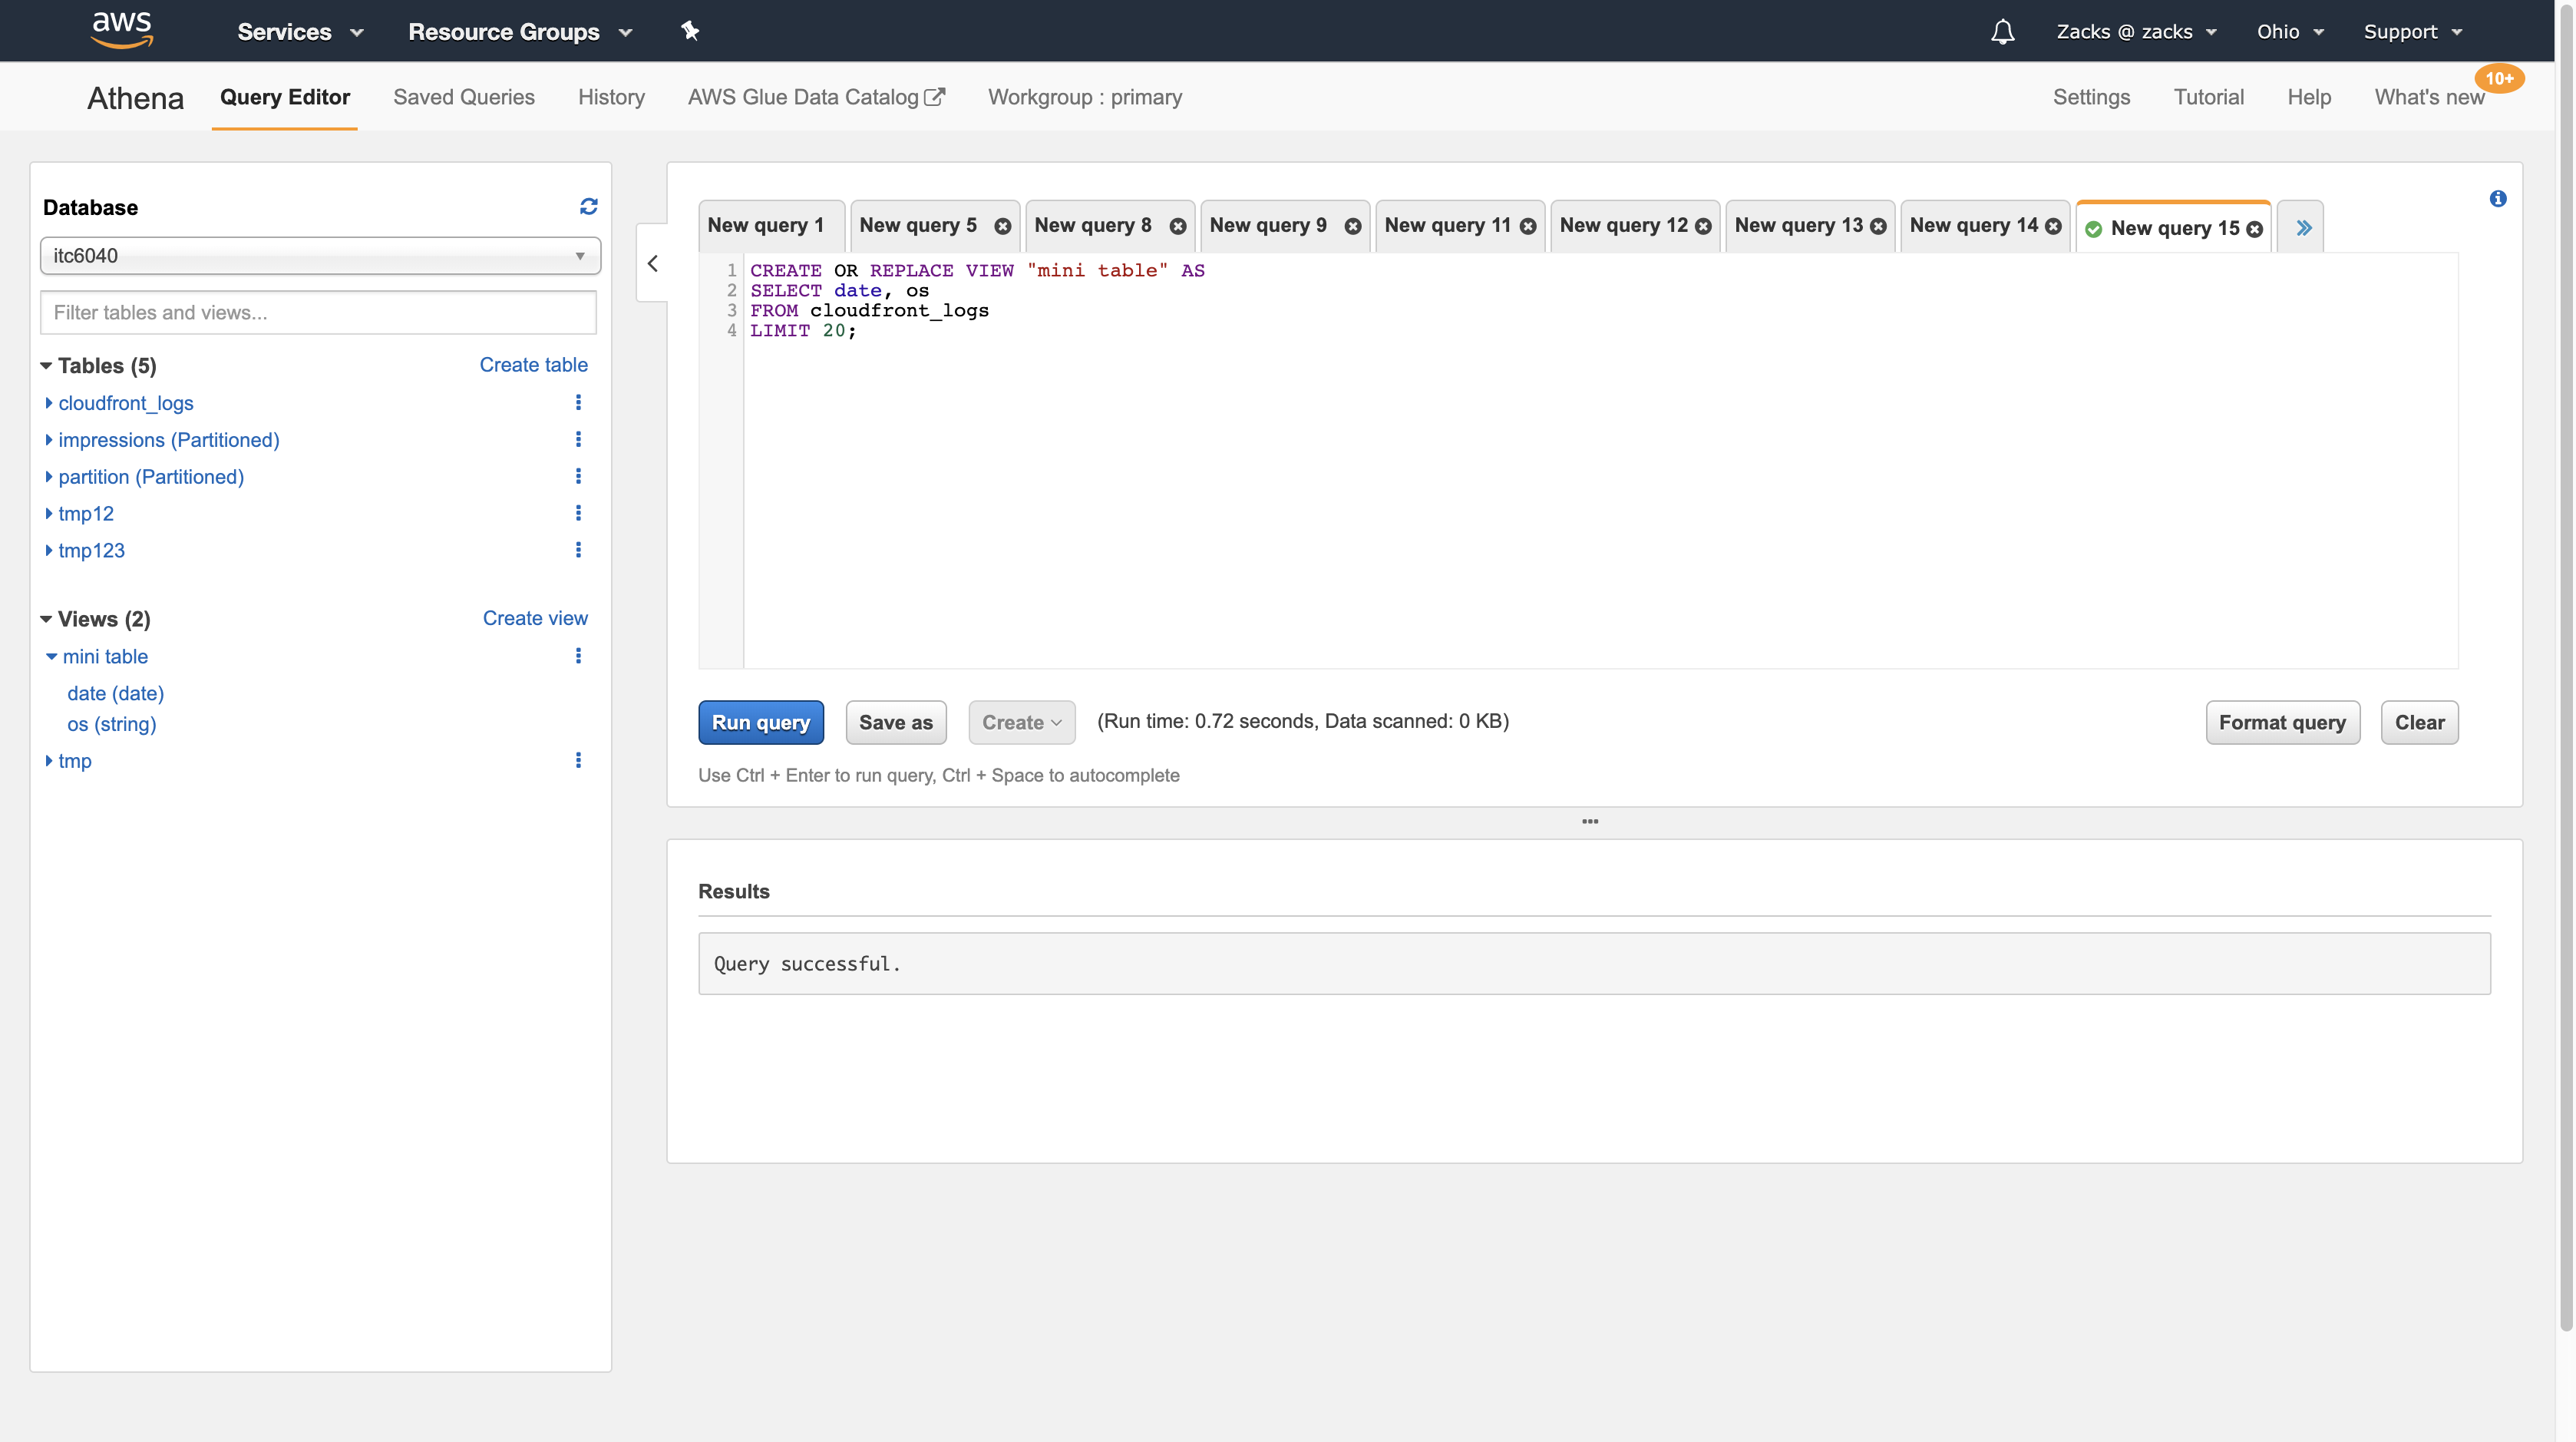 aws
Services
Resource Groups
Zacks @ zacks
Ohio
Support
Athena
Query Editor
Saved Queries
History
AWS Glue Data Catalog
Workgroup : primary
Settings
Tutorial
Help
What's new
10+
Database
itc6040
Filter tables and views...
Tables (5)
Create table
cloudfront_logs
impressions (Partitioned)
partition (Partitioned)
tmp12
tmp123
Views (2)
Create view
mini table
date (date)
os (string)
tmp
New query 1
New query 5
New query 8
New query 9
New query 11
New query 12
New query 13
New query 14
New query 15
1 CREATE OR REPLACE VIEW "mini table" AS
2 SELECT date, os
3 FROM cloudfront_logs
4 LIMIT 20;
Run query
Save as
Create
(Run time: 0.72 seconds, Data scanned: 0 KB)
Format query
Clear
Use Ctrl + Enter to run query, Ctrl + Space to autocomplete
Results
Query successful.